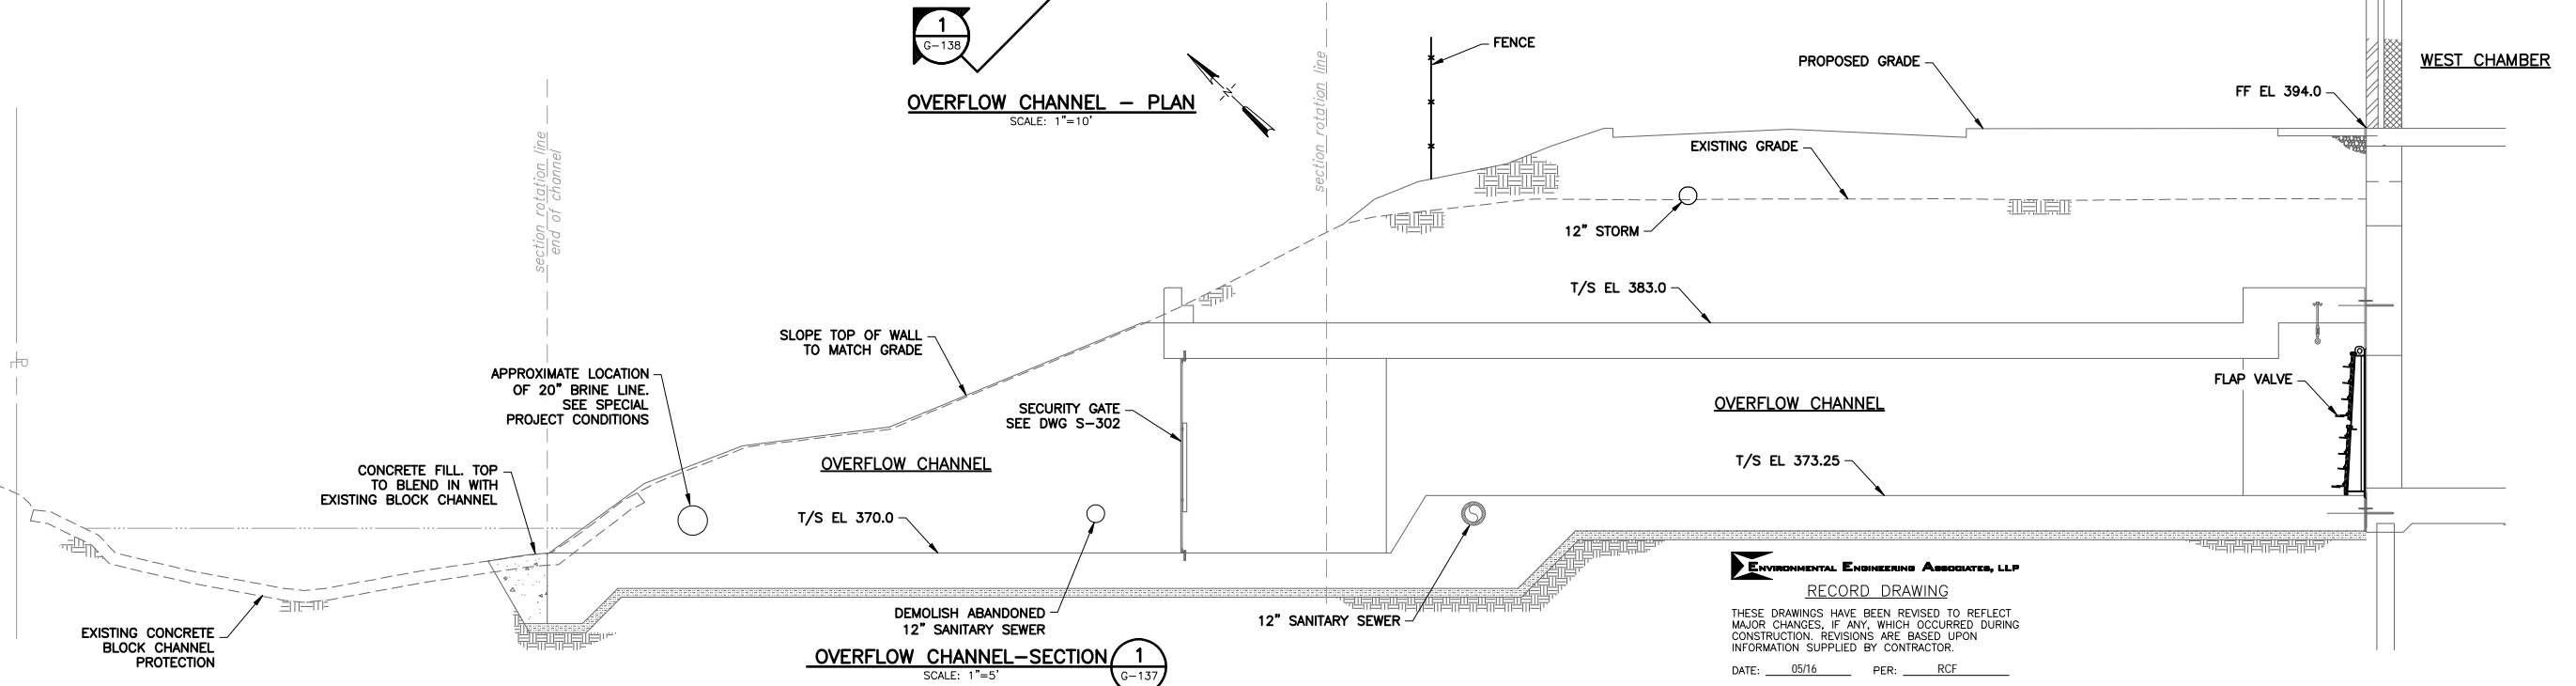 1
G-138
OVERFLOW CHANNEL - PLAN
SCALE: 1"=10'
N
section rotation line
FENCE
PROPOSED GRADE
WEST CHAMBER
FF EL 394.0
section rotation line
end of channel
EXISTING GRADE
12" STORM
T/S EL 383.0
SLOPE TOP OF WALL
TO MATCH GRADE
APPROXIMATE LOCATION
OF 20" BRINE LINE.
SEE SPECIAL
PROJECT CONDITIONS
SECURITY GATE
SEE DWG S-302
FLAP VALVE
OVERFLOW CHANNEL
OVERFLOW CHANNEL
CONCRETE FILL. TOP
TO BLEND IN WITH
EXISTING BLOCK CHANNEL
T/S EL 373.25
T/S EL 370.0
DEMOLISH ABANDONED
12" SANITARY SEWER
12" SANITARY SEWER
EXISTING CONCRETE
BLOCK CHANNEL
PROTECTION
OVERFLOW CHANNEL-SECTION
SCALE: 1"=5'
1
G-137
ENVIRONMENTAL ENGINEERING ASSOCIATES, LLP
RECORD DRAWING
THESE DRAWINGS HAVE BEEN REVISED TO REFLECT
MAJOR CHANGES, IF ANY, WHICH OCCURRED DURING
CONSTRUCTION. REVISIONS ARE BASED UPON
INFORMATION SUPPLIED BY CONTRACTOR.
DATE: 05/16 PER: RCF